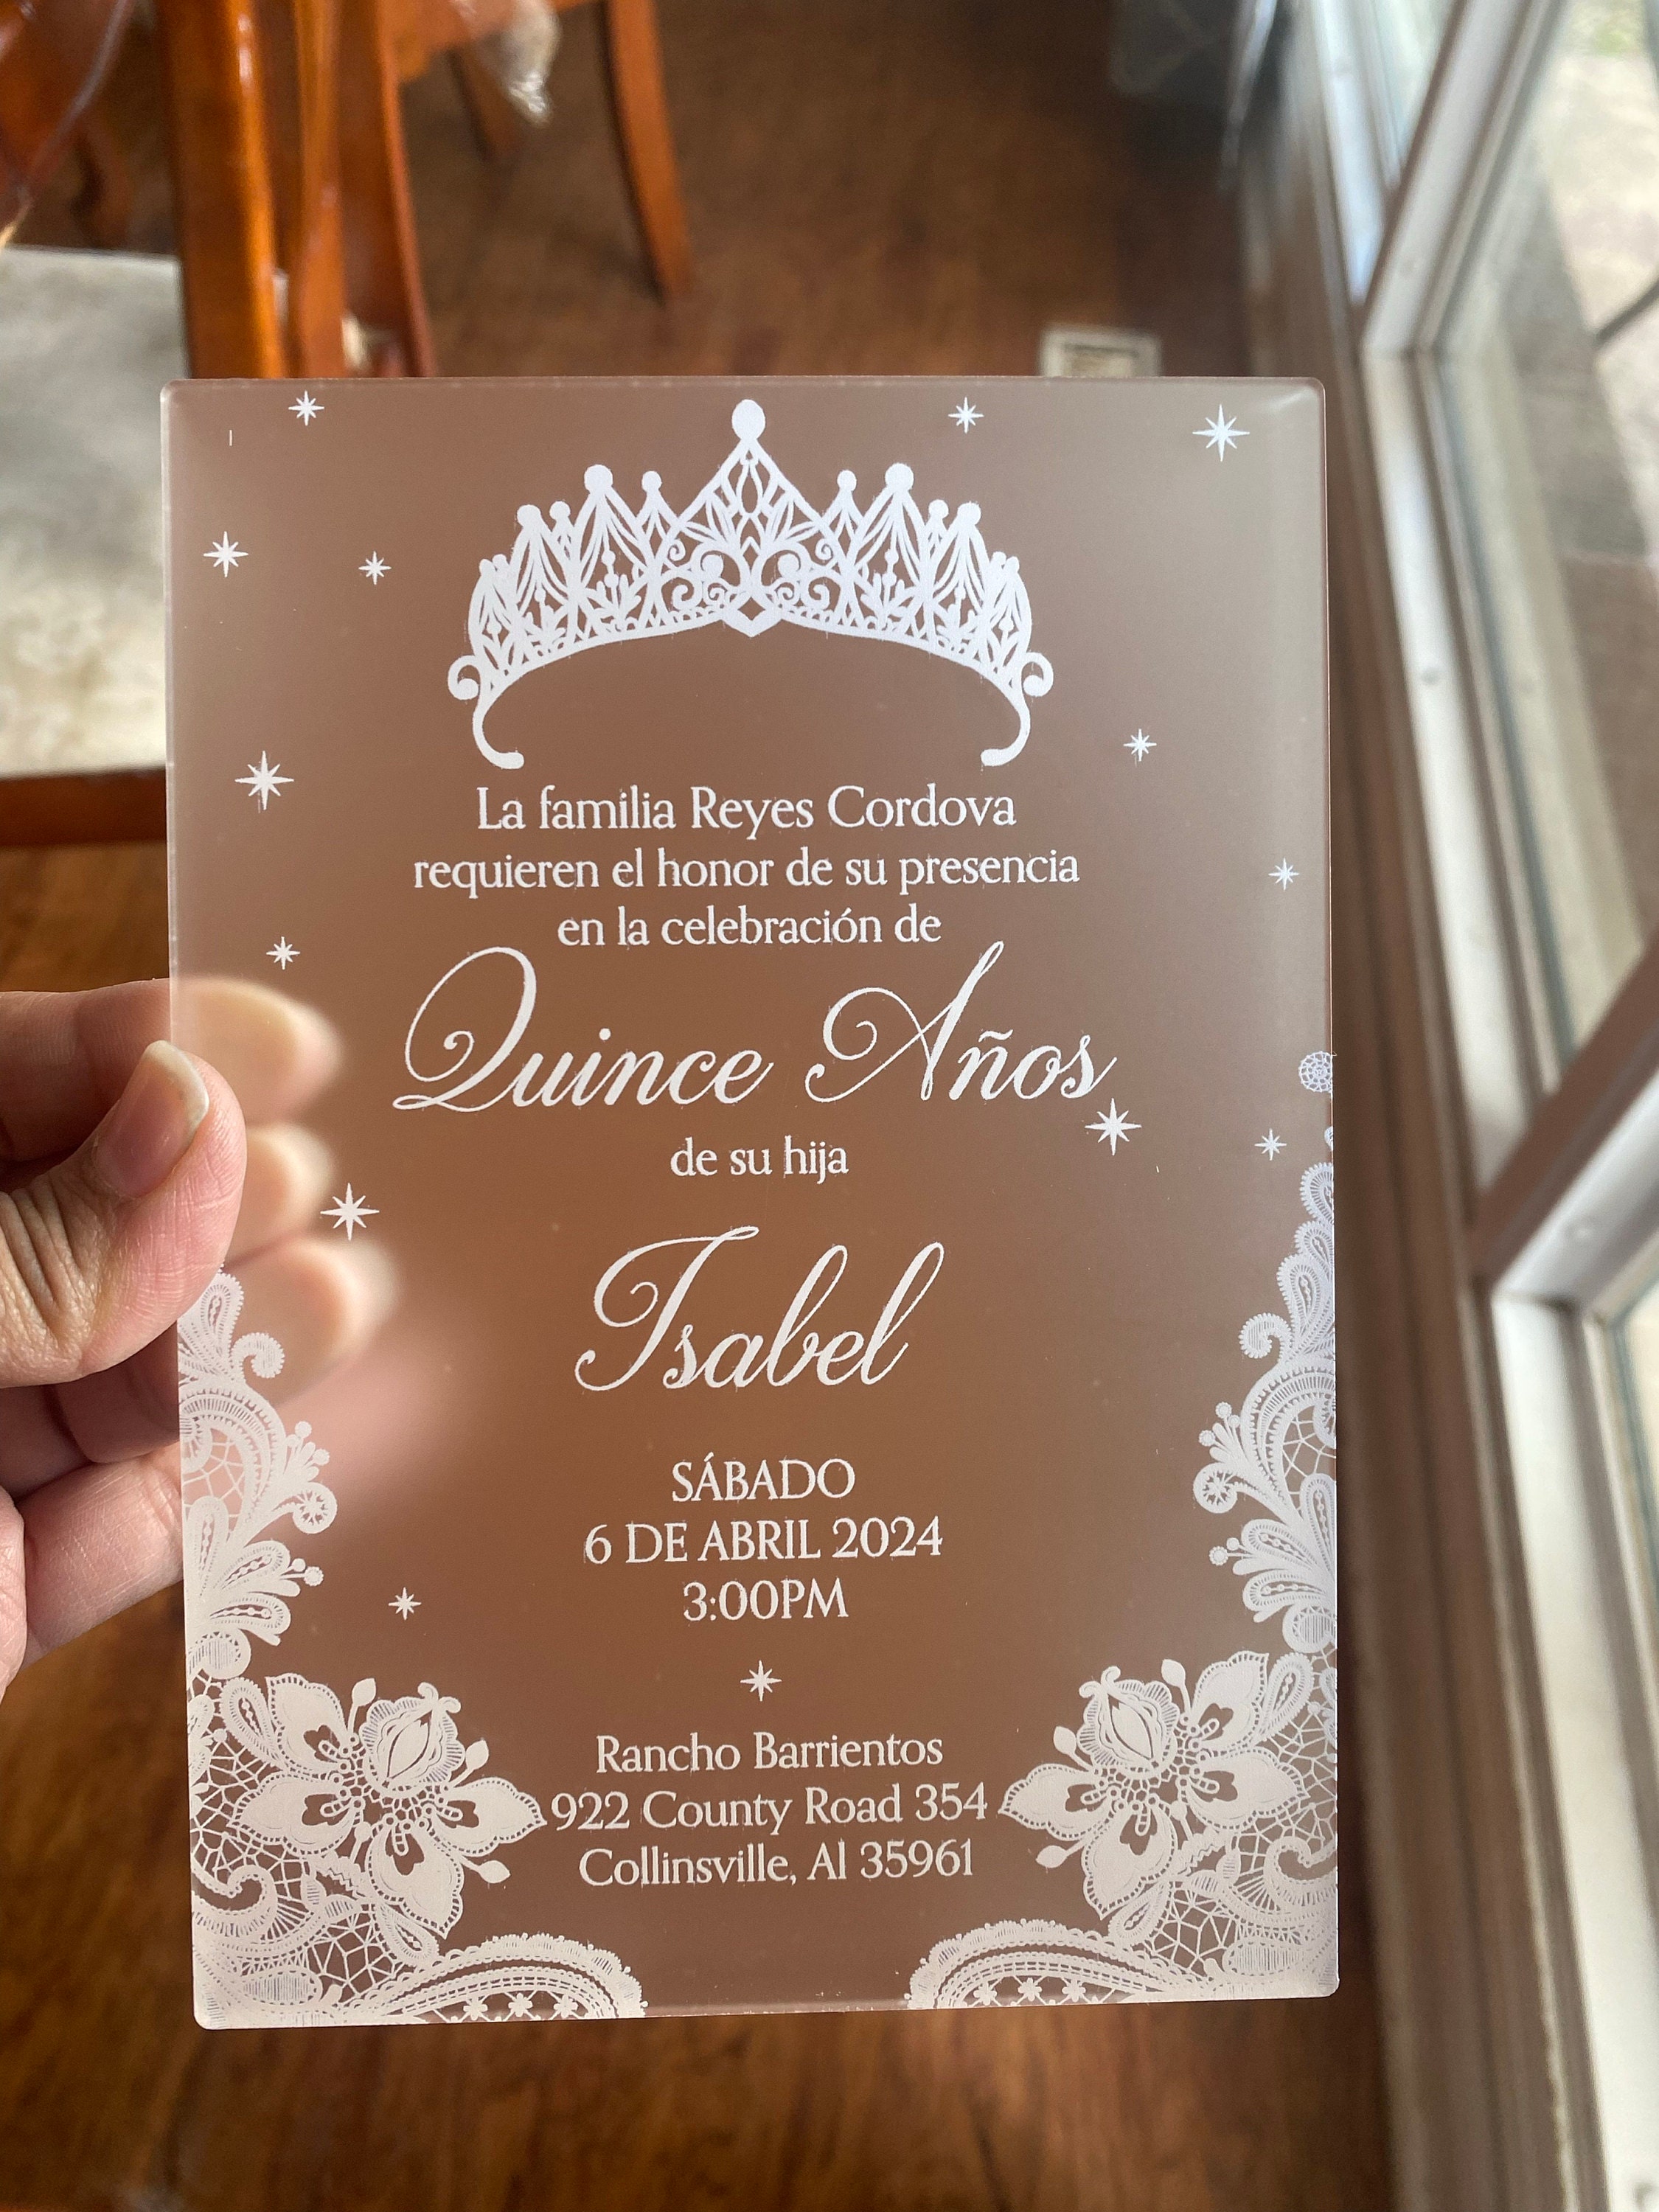 La familia Reyes Cordova
requieren el honor de su presencia
en la celebración de
Quince Años
de su hija
Isabel
SÁBADO
6 DE ABRIL 2024
3:00PM
Rancho Barrientos
922 County Road 354
Collinsville, Al 35961